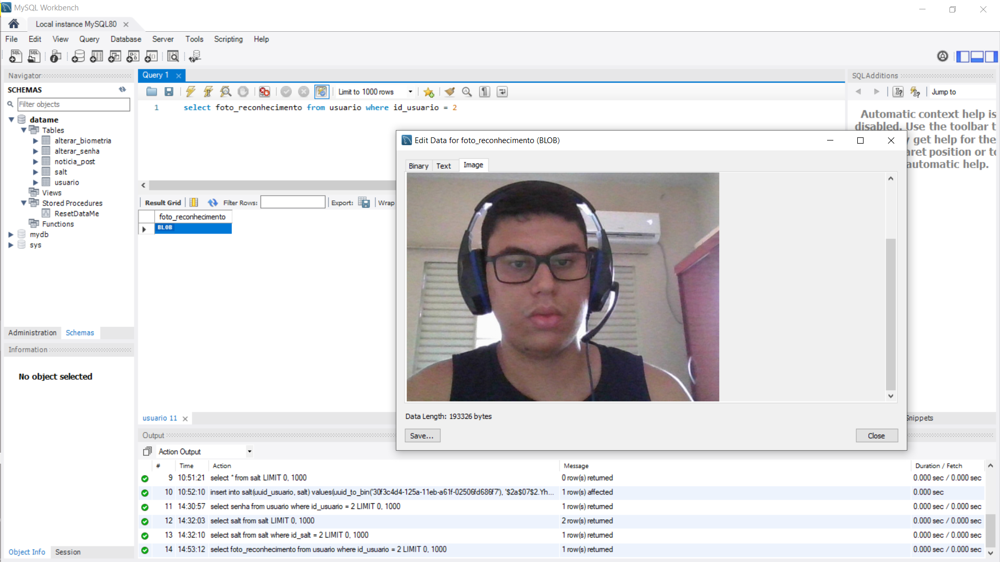 MySQL Workbench
Local instance MySQL80
File Edit View Query Database Server Tools Scripting Help
Navigator
SCHEMAS
Filter objects
datame
Tables
alterar_biometria
alterar_senha
noticia_post
salt
usuario
Views
Stored Procedures
ResetDataMe
Functions
mydb
sys
Administration Schemas
Information
No object selected
Object Info Session
Query 1
Limit to 1000 rows
1 select foto_reconhecimento from usuario where id_usuario = 2
Result Grid Filter Rows: Export: Wrap
foto_reconhecimento
BLOB
usuario 11
Edit Data for foto_reconhecimento (BLOB)
Binary Text Image
Data Length: 193326 bytes
Save...
Close
SQLAdditions
Jump to
Automatic context help is
disabled. Use the toolbar t
y get help for the
aret position or to
automatic help.
Snippets
Output
Action Output
# Time Action Message Duration / Fetch
9 10:51:21 select * from salt LIMIT 0, 1000 0 row(s) returned 0.000 sec / 0.000 sec
10 10:52:10 insert into salt(uuid_usuario, salt) values(uuid_to_bin('30f3c4d4-125a-11eb-a61f-02506fd686f7'), '$2a$07$2.Yh... 1 row(s) affected 0.000 sec
11 14:30:57 select senha from usuario where id_usuario = 2 LIMIT 0, 1000 1 row(s) returned 0.000 sec / 0.000 sec
12 14:32:03 select salt from salt LIMIT 0, 1000 2 row(s) returned 0.000 sec / 0.000 sec
13 14:32:10 select salt from salt where id_salt = 2 LIMIT 0, 1000 1 row(s) returned 0.000 sec / 0.000 sec
14 14:53:12 select foto_reconhecimento from usuario where id_usuario = 2 LIMIT 0, 1000 1 row(s) returned 0.000 sec / 0.000 sec